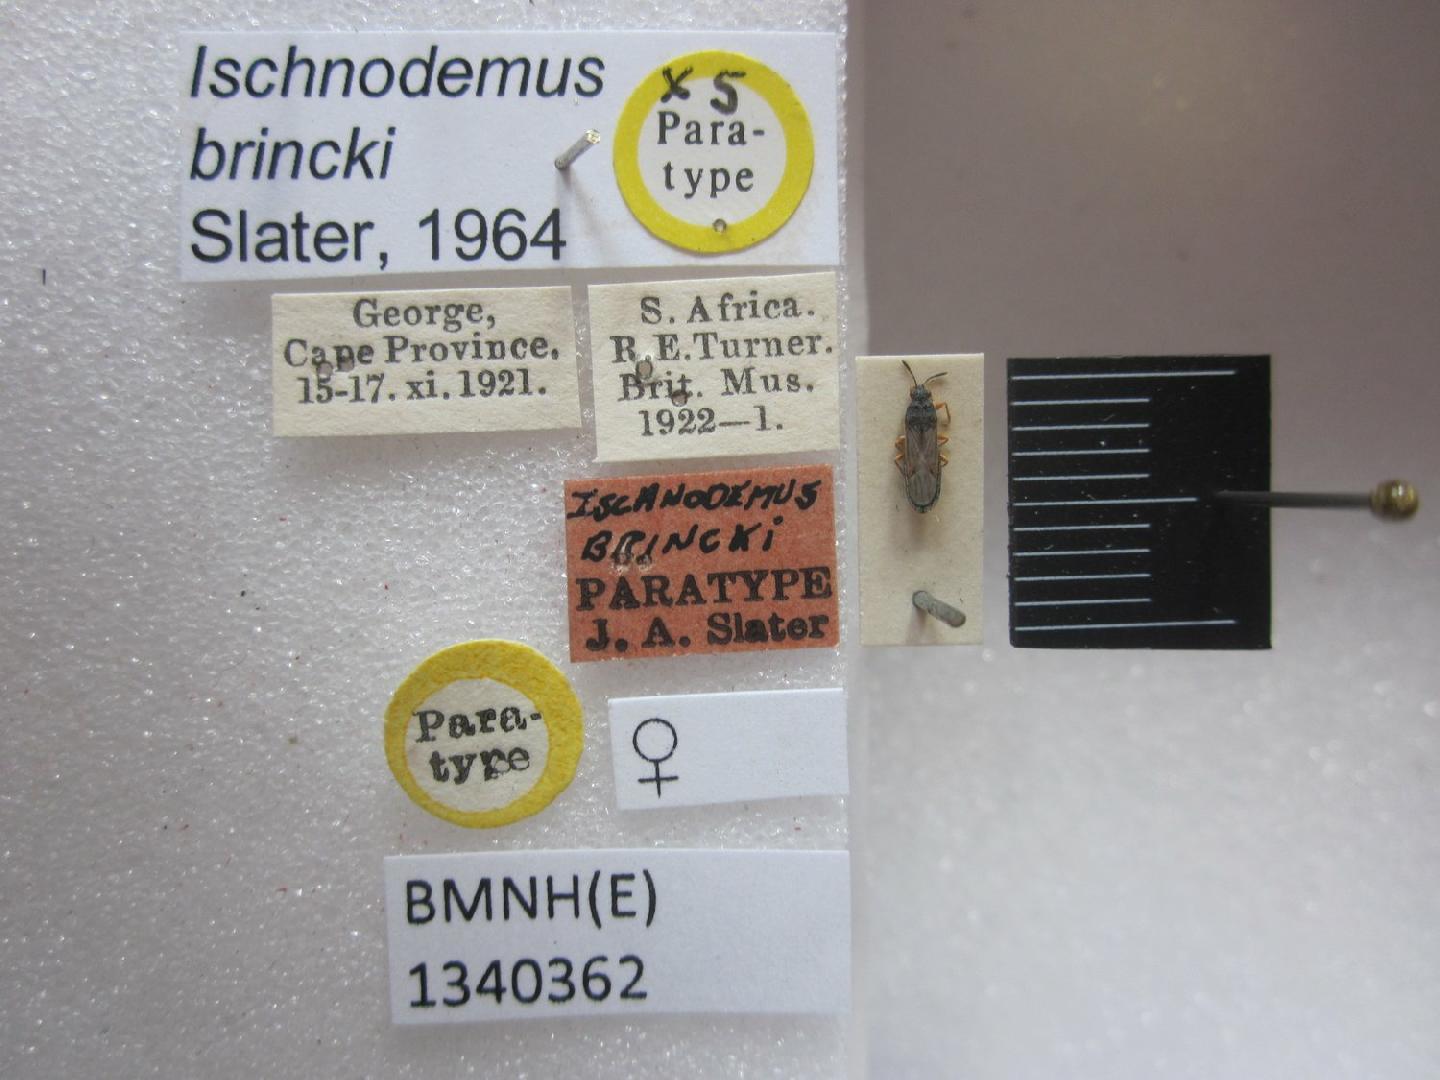 Ischnodemus
brincki
Slater, 1964
x 5
Para-
type
George,
Cape Province.
15-17. xi. 1921.
S. Africa.
R. E. Turner.
Brit. Mus.
1922—1.
ISCHNODEMUS
BRINCKi
PARATYPE
J. A. Slater
Para-
type
♀
BMNH(E)
1340362